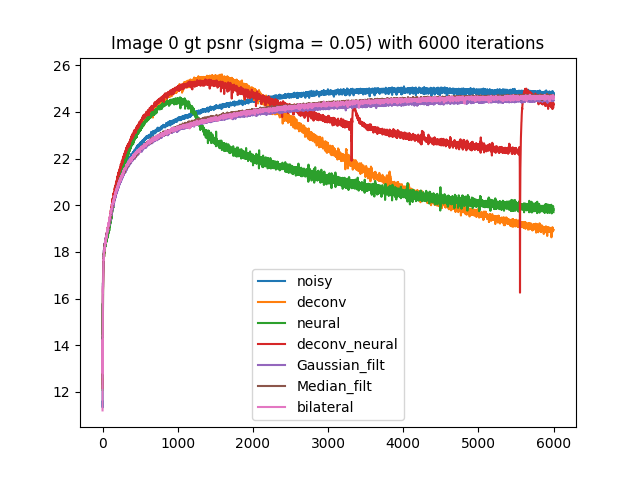 Image 0 gt psnr (sigma = 0.05) with 6000 iterations
26
24
22
20
18
16
14
12
noisy
deconv
neural
deconv_neural
Gaussian_filt
Median_filt
bilateral
0 1000 2000 3000 4000 5000 6000